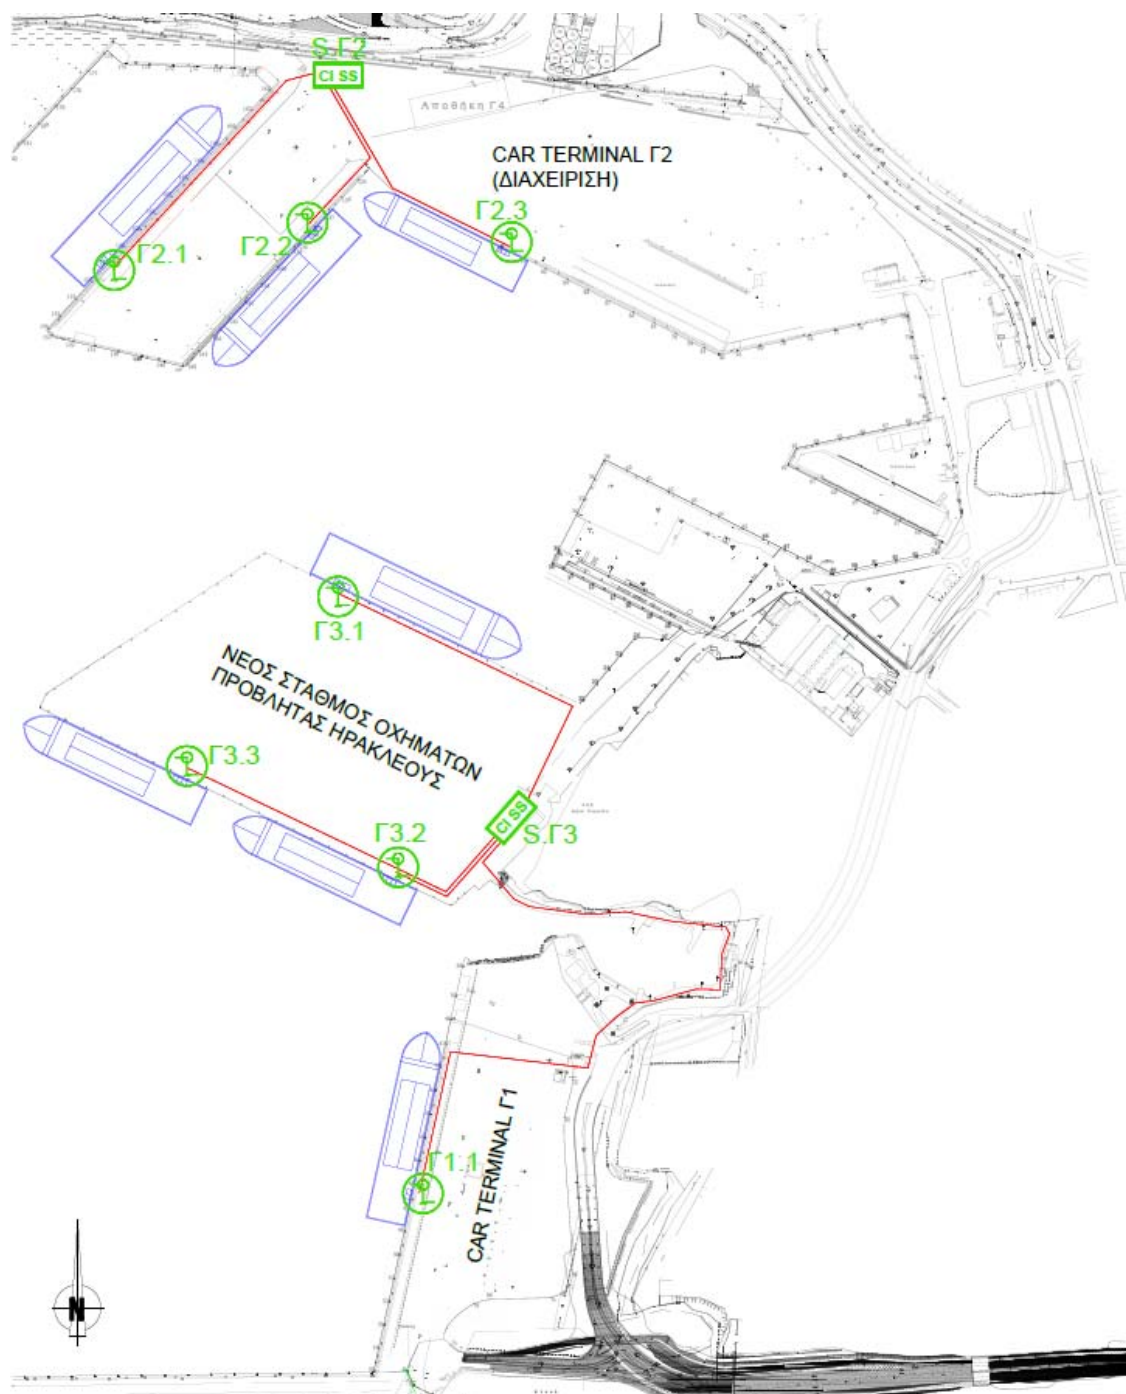 S.Γ2
CI SS
Αποθήκη Γ4
CAR TERMINAL Γ2
(ΔΙΑΧΕΙΡΙΣΗ)
Γ2.3
Γ2.2
Γ2.1
Γ3.1
ΝΕΟΣ ΣΤΑΘΜΟΣ ΟΧΗΜΑΤΩΝ
ΠΡΟΒΛΗΤΑΣ ΗΡΑΚΛΕΟΥΣ
Γ3.3
CI SS
S.Γ3
Γ3.2
Γ1.1
CAR TERMINAL Γ1
N